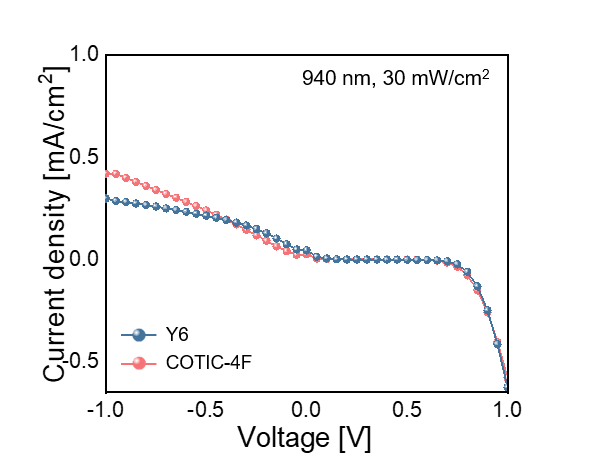 940 nm, 30 mW/cm²
Current density [mA/cm²]
1.0
0.5
0.0
-0.5
Y6
COTIC-4F
-1.0 -0.5 0.0 0.5 1.0
Voltage [V]